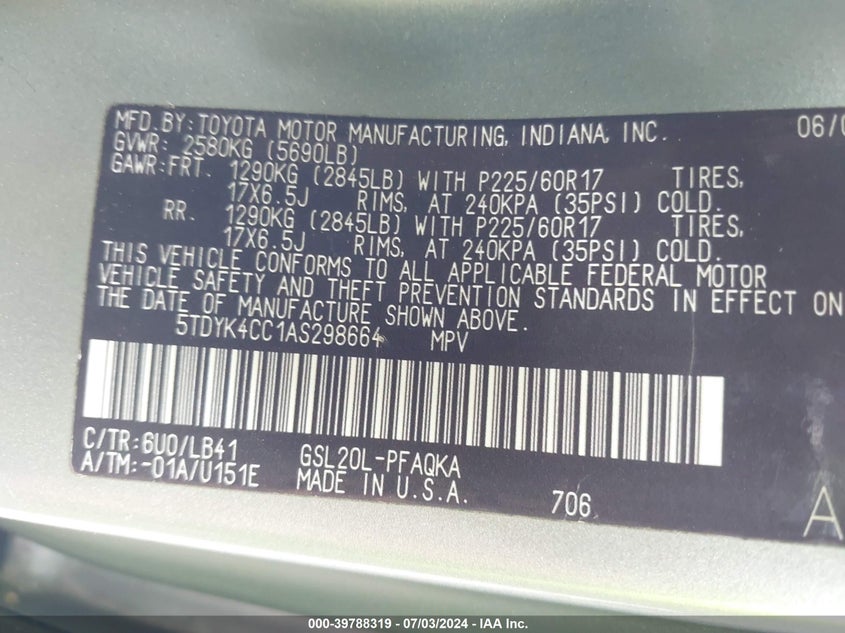 MFD. BY: TOYOTA MOTOR MANUFACTURING, INDIANA, INC. 06/0
GVWR: 2580KG (5690LB)
GAWR: FRT. 1290KG (2845LB) WITH P225/60R17 TIRES,
17X6.5J RIMS, AT 240KPA (35PSI) COLD.
RR. 1290KG (2845LB) WITH P225/60R17 TIRES,
17X6.5J RIMS, AT 240KPA (35PSI) COLD.
THIS VEHICLE CONFORMS TO ALL APPLICABLE FEDERAL MOTOR
VEHICLE SAFETY AND THEFT PREVENTION STANDARDS IN EFFECT ON
THE DATE OF MANUFACTURE SHOWN ABOVE.
5TDYK4CC1AS298664 MPV
C/TR: 6U0/LB41 GSL20L-PFAQKA
A/TM: -01A/U151E MADE IN U.S.A. 706 A
000-39788319 - 07/03/2024 - IAA Inc.